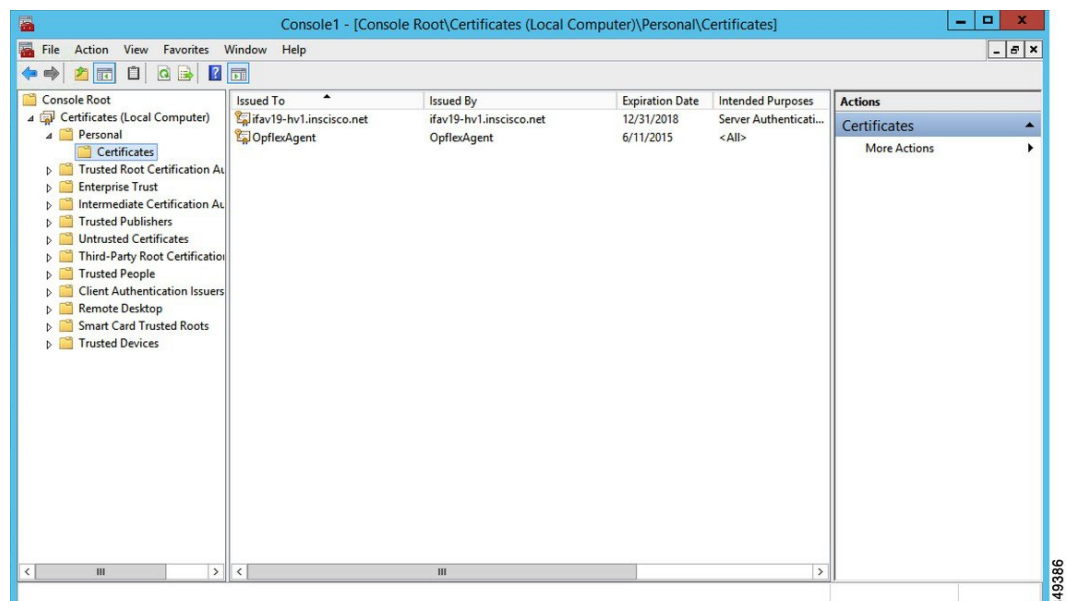 Console1 - [Console Root\Certificates (Local Computer)\Personal\Certificates]
File Action View Favorites Window Help
Console Root
Certificates (Local Computer)
Personal
Certificates
Trusted Root Certification Au
Enterprise Trust
Intermediate Certification Au
Trusted Publishers
Untrusted Certificates
Third-Party Root Certification
Trusted People
Client Authentication Issuers
Remote Desktop
Smart Card Trusted Roots
Trusted Devices
Issued To Issued By Expiration Date Intended Purposes
ifav19-hv1.inscisco.net ifav19-hv1.inscisco.net 12/31/2018 Server Authenticati...
OpflexAgent OpflexAgent 6/11/2015 <All>
Actions
Certificates
More Actions
49386